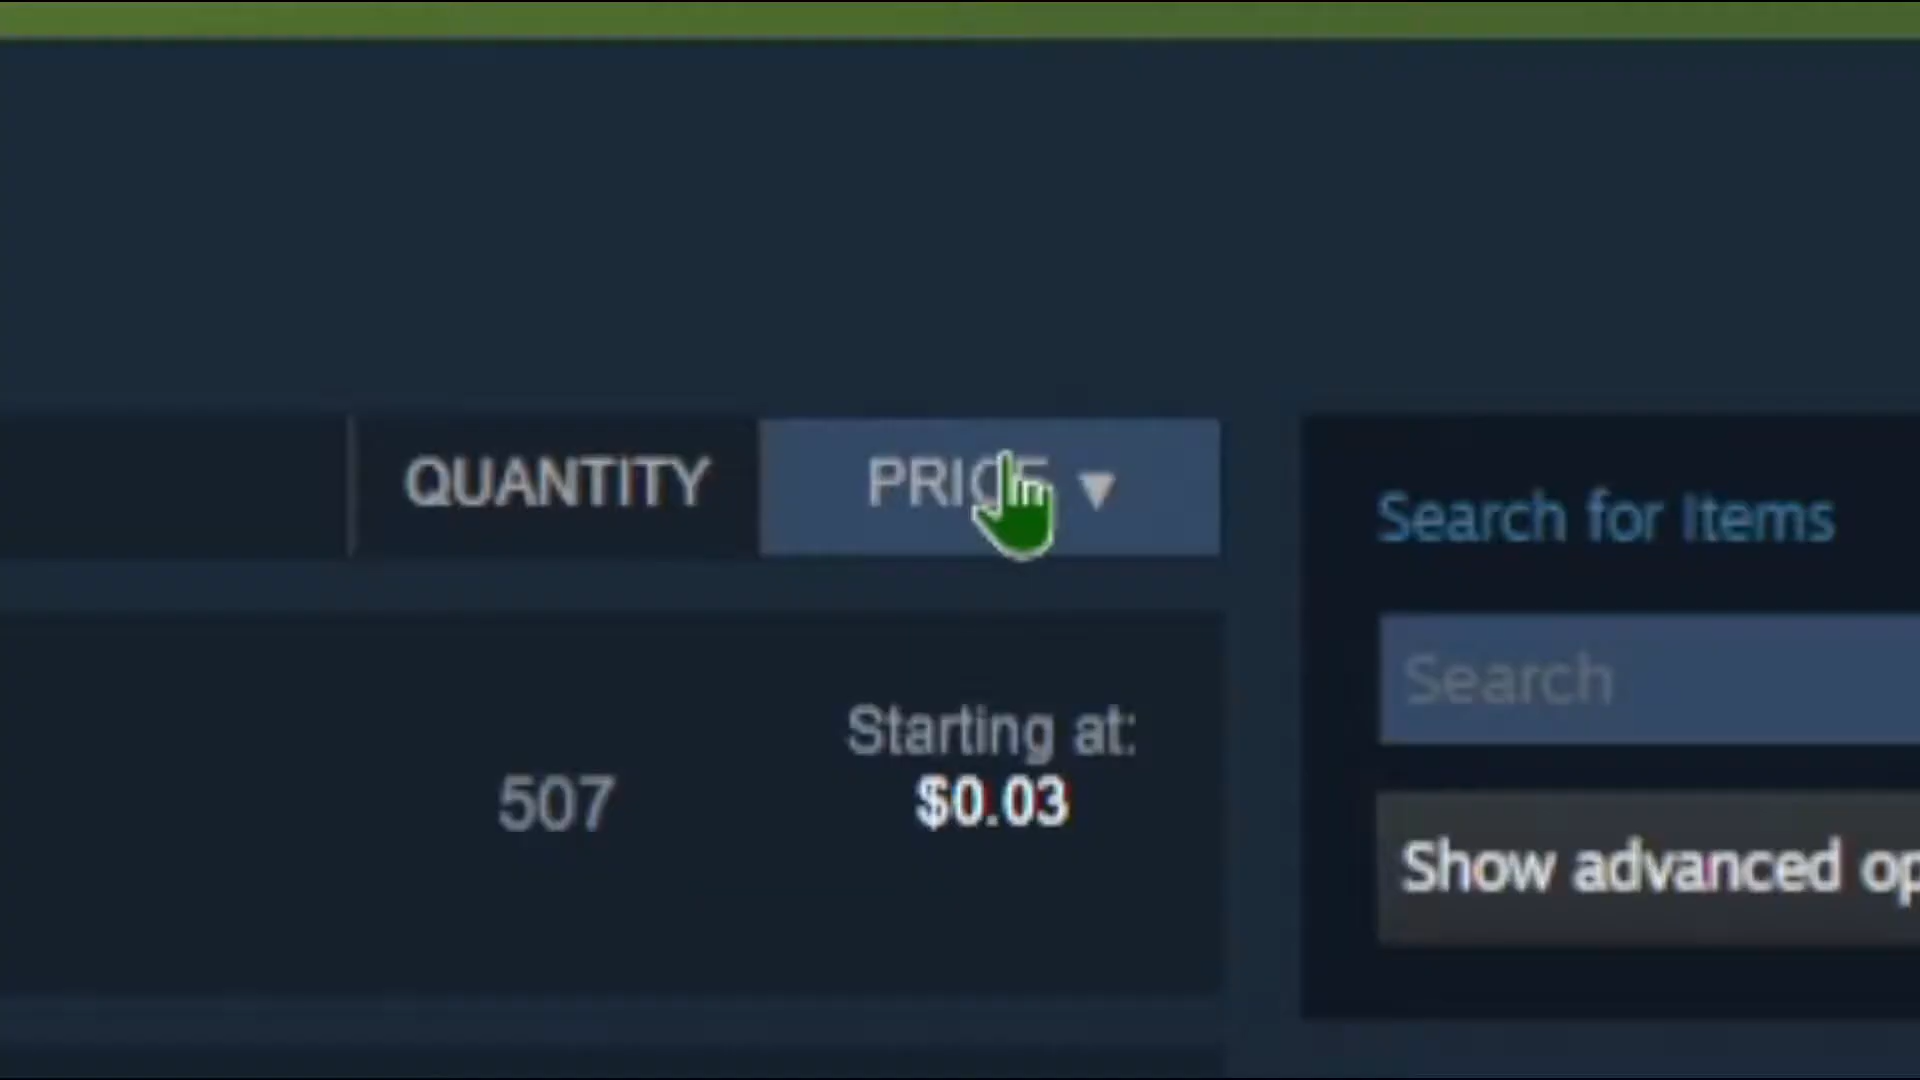 QUANTITY
PRICE ▼
Search for Items
Search
Starting at:
507
$0.03
Show advanced op